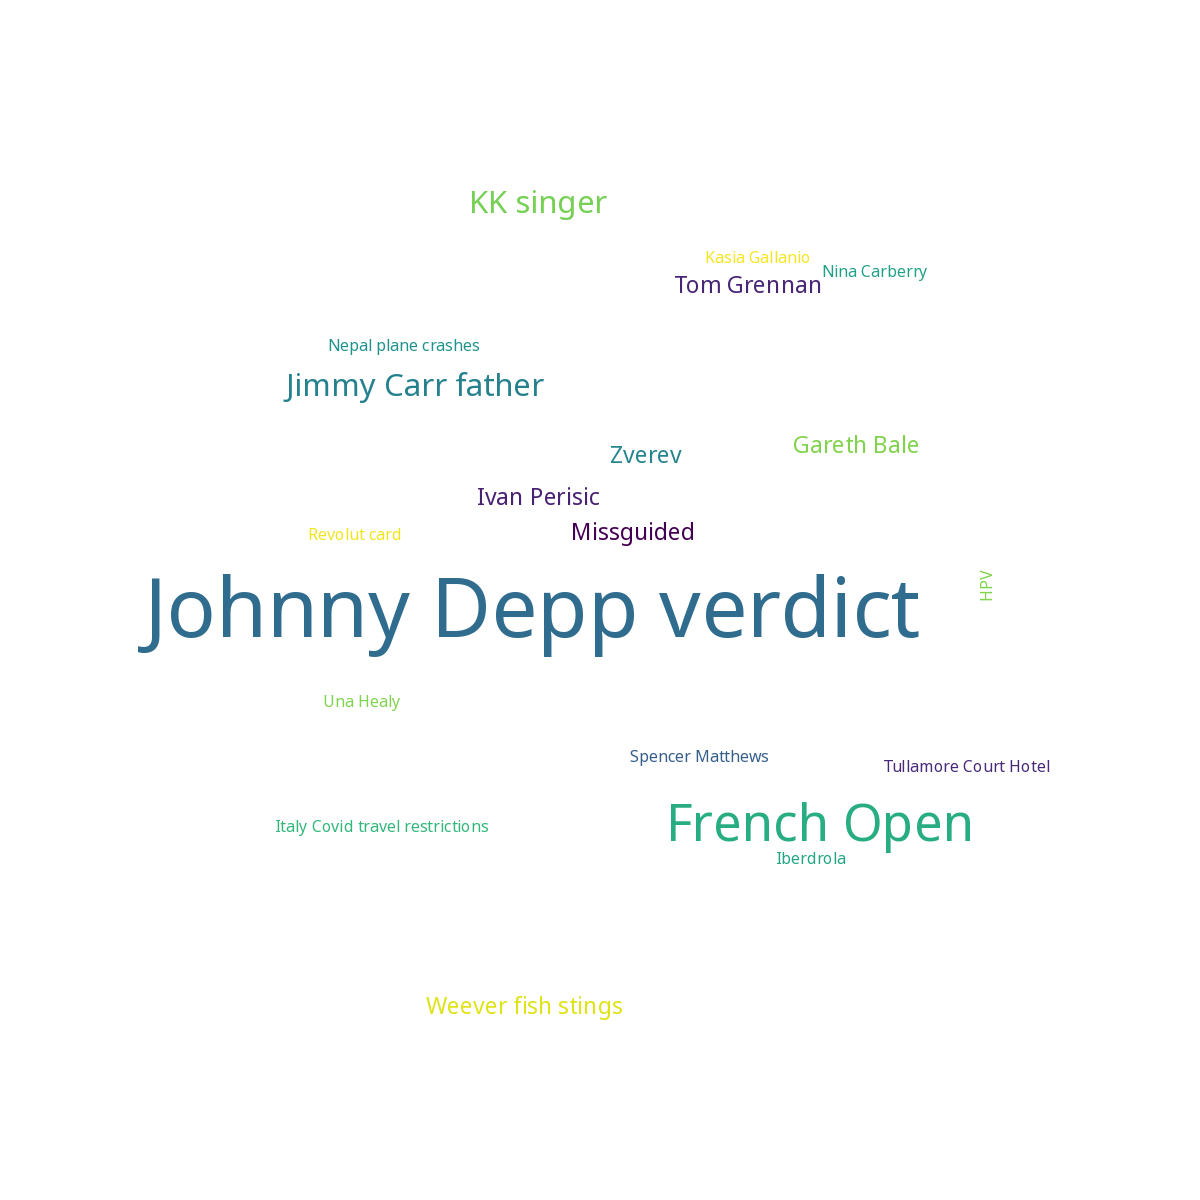 KK singer
Kasia Gallanio
Nina Carberry
Tom Grennan
Nepal plane crashes
Jimmy Carr father
Gareth Bale
Zverev
Ivan Perisic
Missguided
Revolut card
HPV
Johnny Depp verdict
Una Healy
Spencer Matthews
Tullamore Court Hotel
French Open
Italy Covid travel restrictions
Iberdrola
Weever fish stings